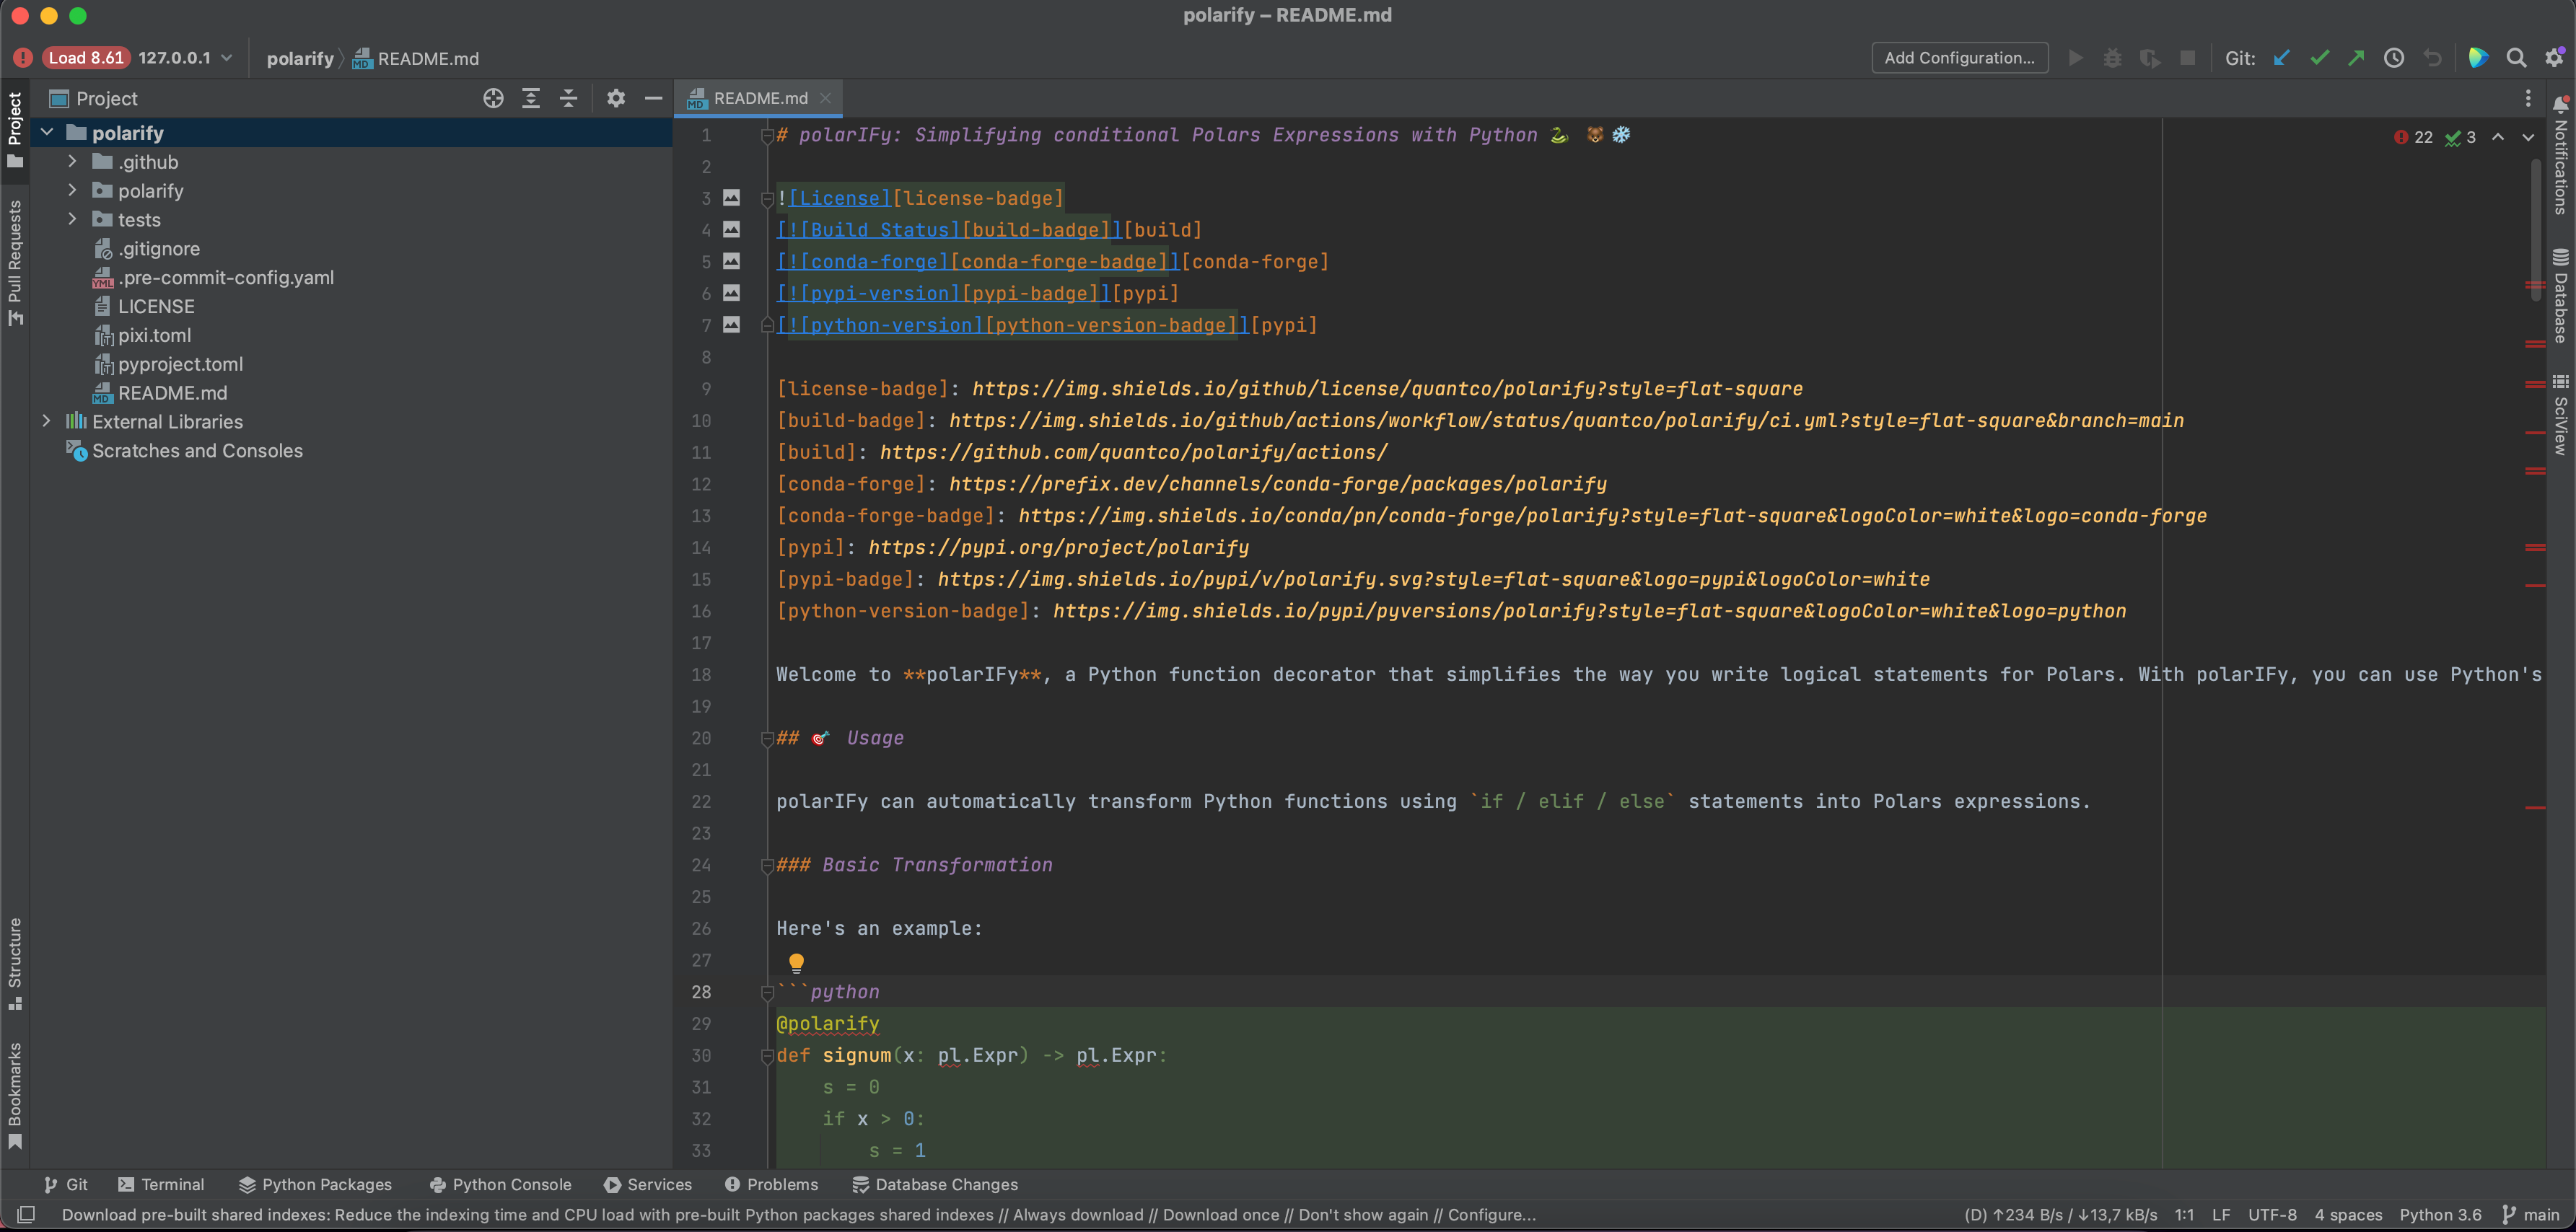 polarify – README.md
Load 8.61 127.0.0.1 polarify README.md Add Configuration... Git:
Project
README.md
polarify
.github
polarify
tests
.gitignore
.pre-commit-config.yaml
LICENSE
pixi.toml
pyproject.toml
README.md
External Libraries
Scratches and Consoles
Project
Pull Requests
Structure
Bookmarks
22 3
1 # polarIFy: Simplifying conditional Polars Expressions with Python 🐍 🐻‍❄️
2
3 ![License][license-badge]
4 [![Build Status][build-badge]][build]
5 [![conda-forge][conda-forge-badge]][conda-forge]
6 [![pypi-version][pypi-badge]][pypi]
7 [![python-version][python-version-badge]][pypi]
8
9 [license-badge]: https://img.shields.io/github/license/quantco/polarify?style=flat-square
10 [build-badge]: https://img.shields.io/github/actions/workflow/status/quantco/polarify/ci.yml?style=flat-square&branch=main
11 [build]: https://github.com/quantco/polarify/actions/
12 [conda-forge]: https://prefix.dev/channels/conda-forge/packages/polarify
13 [conda-forge-badge]: https://img.shields.io/conda/pn/conda-forge/polarify?style=flat-square&logoColor=white&logo=conda-forge
14 [pypi]: https://pypi.org/project/polarify
15 [pypi-badge]: https://img.shields.io/pypi/v/polarify.svg?style=flat-square&logo=pypi&logoColor=white
16 [python-version-badge]: https://img.shields.io/pypi/pyversions/polarify?style=flat-square&logoColor=white&logo=python
17
18 Welcome to **polarIFy**, a Python function decorator that simplifies the way you write logical statements for Polars. With polarIFy, you can use Python's
19
20 ## 🎯 Usage
21
22 polarIFy can automatically transform Python functions using `if / elif / else` statements into Polars expressions.
23
24 ### Basic Transformation
25
26 Here's an example:
27
28 ```python
29 @polarify
30 def signum(x: pl.Expr) -> pl.Expr:
31     s = 0
32     if x > 0:
33         s = 1
Notifications
Database
SciView
Git Terminal Python Packages Python Console Services Problems Database Changes
Download pre-built shared indexes: Reduce the indexing time and CPU load with pre-built Python packages shared indexes // Always download // Download once // Don't show again // Configure... (D) ↑234 B/s / ↓13,7 kB/s 1:1 LF UTF-8 4 spaces Python 3.6 main